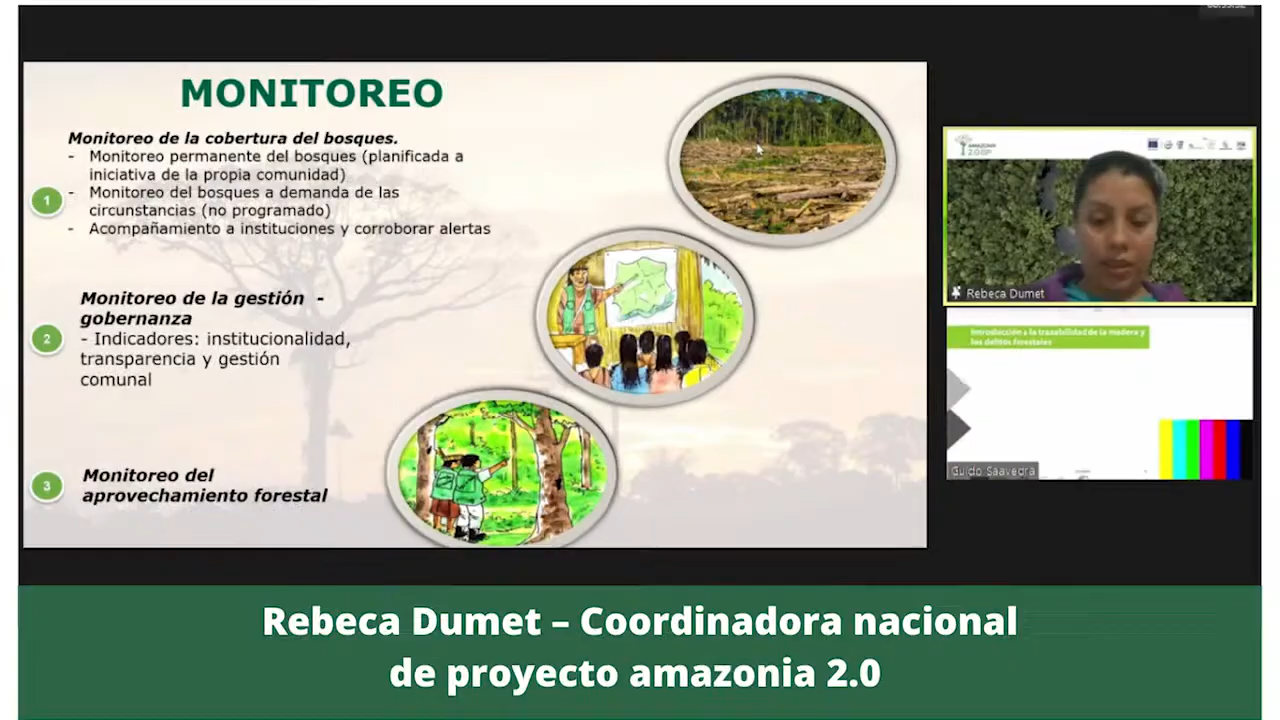 MONITOREO
Monitoreo de la cobertura del bosques.
- Monitoreo permanente del bosques (planificada a
iniciativa de la propia comunidad)
1
- Monitoreo del bosques a demanda de las
circunstancias (no programado)
- Acompañamiento a instituciones y corroborar alertas
Monitoreo de la gestión -
gobernanza
2
- Indicadores: institucionalidad,
transparencia y gestión
comunal
3
Monitoreo del
aprovechamiento forestal
AMAZONIA
2.0
Rebeca Dumet
Introducción a la trazabilidad de la madera y
los delitos forestales
Guido Saavedra
Rebeca Dumet – Coordinadora nacional
de proyecto amazonia 2.0